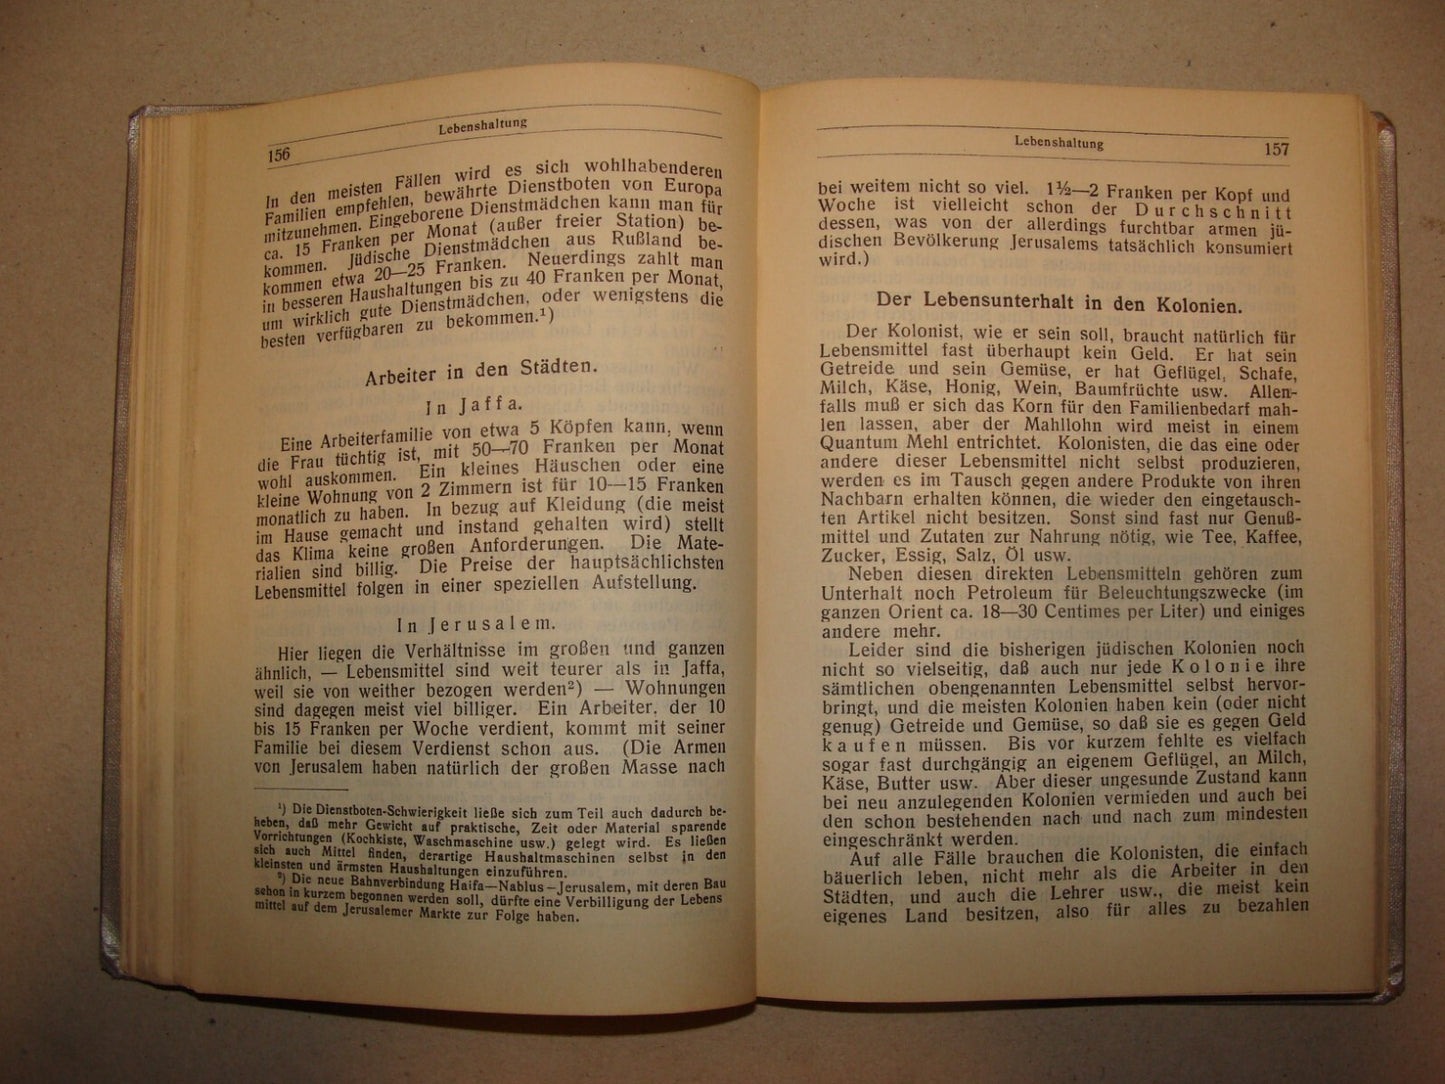 156
Lebenshaltung
In den meisten Fällen wird es sich wohlhabenderen
Familien empfehlen, bewährte Dienstboten von Europa
mitzunehmen. Eingeborene Dienstmädchen kann man für
ca. 15 Franken per Monat (außer freier Station) be-
kommen. Jüdische Dienstmädchen aus Rußland be-
kommen etwa 20—25 Franken. Neuerdings zahlt man
in besseren Haushaltungen bis zu 40 Franken per Monat,
um wirklich gute Dienstmädchen, oder wenigstens die
besten verfügbaren zu bekommen.¹)
Arbeiter in den Städten.
In Jaffa.
Eine Arbeiterfamilie von etwa 5 Köpfen kann, wenn
die Frau tüchtig ist, mit 50—70 Franken per Monat
wohl auskommen. Ein kleines Häuschen oder eine
kleine Wohnung von 2 Zimmern ist für 10—15 Franken
monatlich zu haben. In bezug auf Kleidung (die meist
im Hause gemacht und instand gehalten wird) stellt
das Klima keine großen Anforderungen. Die Mate-
rialien sind billig. Die Preise der hauptsächlichsten
Lebensmittel folgen in einer speziellen Aufstellung.
In Jerusalem.
Hier liegen die Verhältnisse im großen und ganzen
ähnlich, — Lebensmittel sind weit teurer als in Jaffa,
weil sie von weither bezogen werden²) — Wohnungen
sind dagegen meist viel billiger. Ein Arbeiter, der 10
bis 15 Franken per Woche verdient, kommt mit seiner
Familie bei diesem Verdienst schon aus. (Die Armen
von Jerusalem haben natürlich der großen Masse nach
¹) Die Dienstboten-Schwierigkeit ließe sich zum Teil auch dadurch be-
heben, daß mehr Gewicht auf praktische, Zeit oder Material sparende
Vorrichtungen (Kochkiste, Waschmaschine usw.) gelegt wird. Es ließen
sich auch Mittel finden, derartige Haushaltmaschinen selbst in den
kleinsten und ärmsten Haushaltungen einzuführen.
²) Die neue Bahnverbindung Haifa—Nablus—Jerusalem, mit deren Bau
schon in kurzem begonnen werden soll, dürfte eine Verbilligung der Lebens
mittel auf dem Jerusalemer Markte zur Folge haben.
Lebenshaltung
157
bei weitem nicht so viel. 1½—2 Franken per Kopf und
Woche ist vielleicht schon der Durchschnitt
dessen, was von der allerdings furchtbar armen jü-
dischen Bevölkerung Jerusalems tatsächlich konsumiert
wird.)
Der Lebensunterhalt in den Kolonien.
Der Kolonist, wie er sein soll, braucht natürlich für
Lebensmittel fast überhaupt kein Geld. Er hat sein
Getreide und sein Gemüse, er hat Geflügel, Schafe,
Milch, Käse, Honig, Wein, Baumfrüchte usw. Allen-
falls muß er sich das Korn für den Familienbedarf mah-
len lassen, aber der Mahllohn wird meist in einem
Quantum Mehl entrichtet. Kolonisten, die das eine oder
andere dieser Lebensmittel nicht selbst produzieren,
werden es im Tausch gegen andere Produkte von ihren
Nachbarn erhalten können, die wieder den eingetausch-
ten Artikel nicht besitzen. Sonst sind fast nur Genuß-
mittel und Zutaten zur Nahrung nötig, wie Tee, Kaffee,
Zucker, Essig, Salz, Öl usw.
Neben diesen direkten Lebensmitteln gehören zum
Unterhalt noch Petroleum für Beleuchtungszwecke (im
ganzen Orient ca. 18—30 Centimes per Liter) und einiges
andere mehr.
Leider sind die bisherigen jüdischen Kolonien noch
nicht so vielseitig, daß auch nur jede Kolonie ihre
sämtlichen obengenannten Lebensmittel selbst hervor-
bringt, und die meisten Kolonien haben kein (oder nicht
genug) Getreide und Gemüse, so daß sie es gegen Geld
kaufen müssen. Bis vor kurzem fehlte es vielfach
sogar fast durchgängig an eigenem Geflügel, an Milch,
Käse, Butter usw. Aber dieser ungesunde Zustand kann
bei neu anzulegenden Kolonien vermieden und auch bei
den schon bestehenden nach und nach zum mindesten
eingeschränkt werden.
Auf alle Fälle brauchen die Kolonisten, die einfach
bäuerlich leben, nicht mehr als die Arbeiter in den
Städten, und auch die Lehrer usw., die meist kein
eigenes Land besitzen, also für alles zu bezahlen